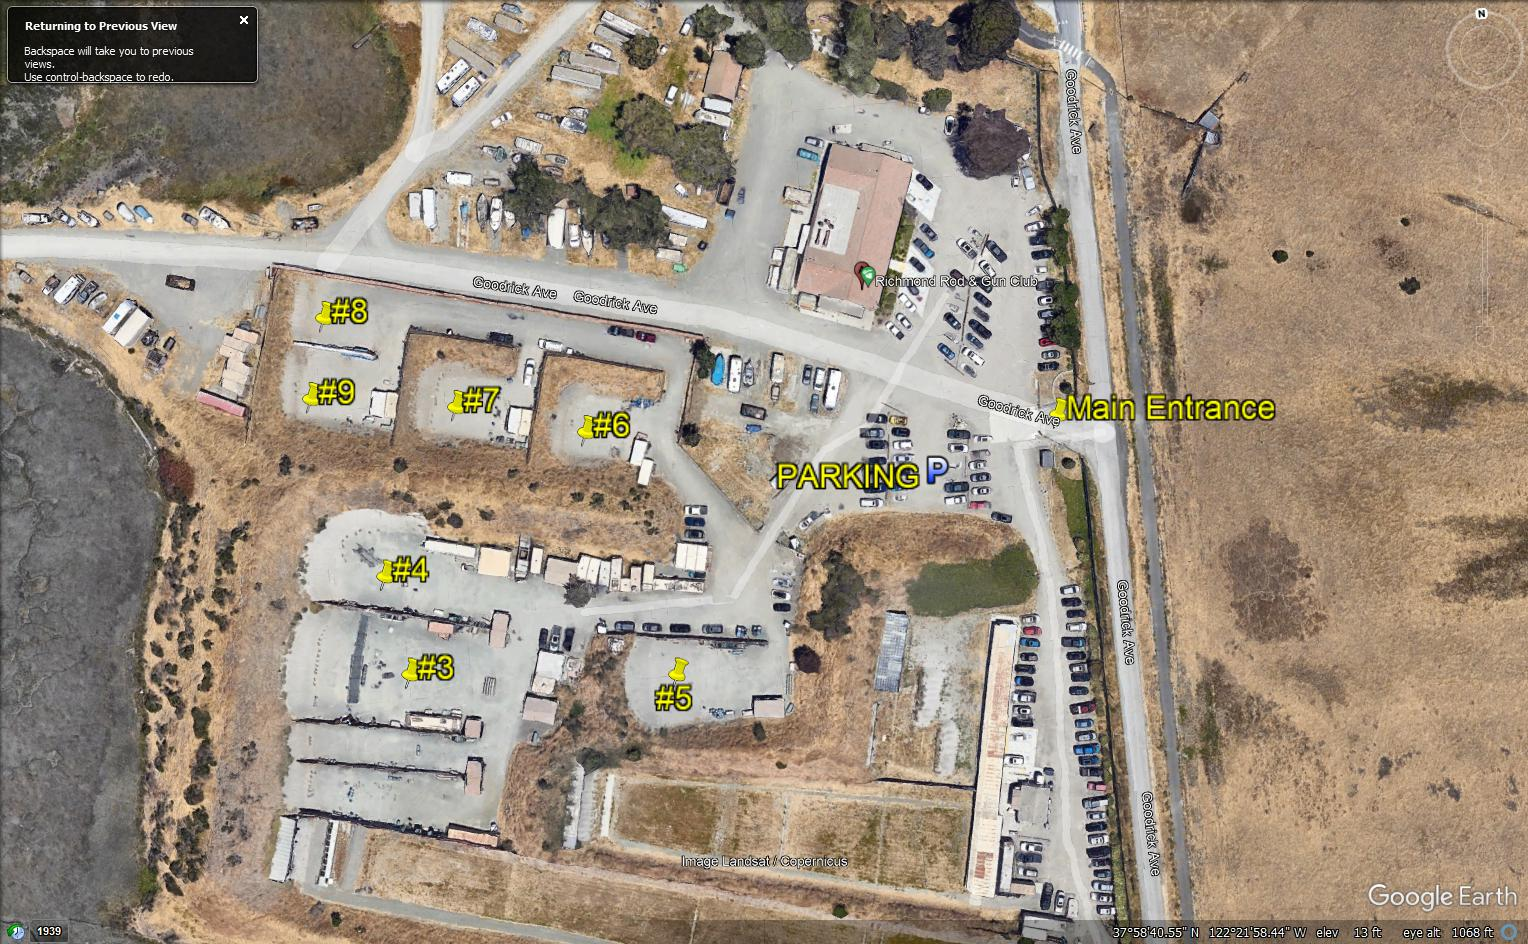 Returning to Previous View
Backspace will take you to previous
views.
Use control-backspace to redo.
N
Goodrick Ave
Goodrick Ave
Goodrick Ave
Richmond Rod & Gun Club
#8
#9
#7
#6
Goodrick Ave
Main Entrance
PARKING P
#4
#3
#5
Goodrick Ave
Goodrick Ave
Image Landsat / Copernicus
Google Earth
1939
37°58'40.55" N 122°21'58.44" W elev 13 ft eye alt 1068 ft